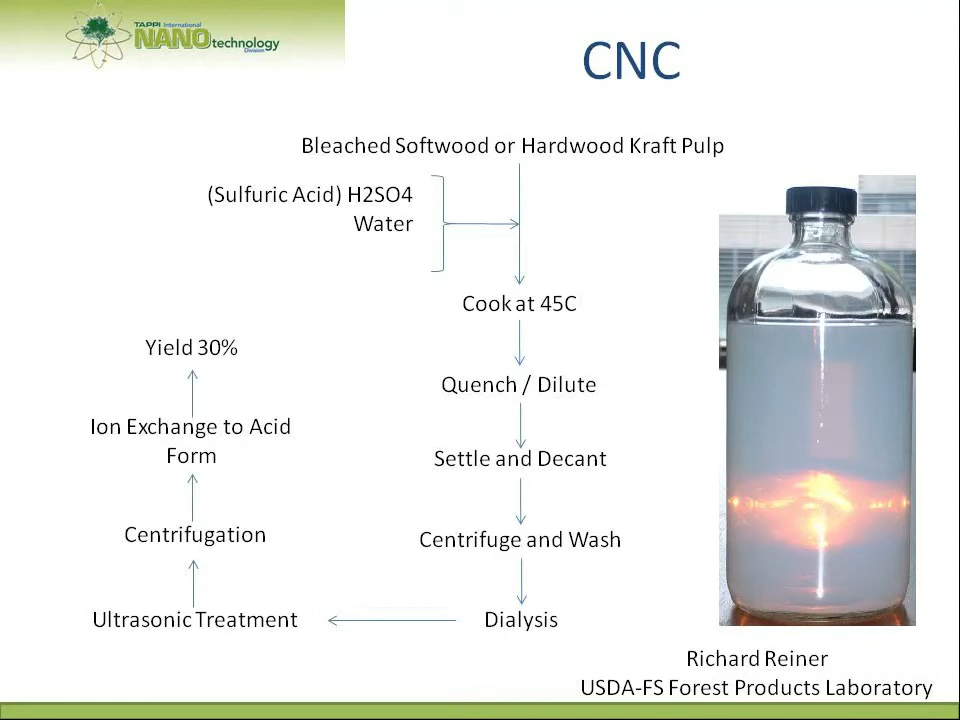 TAPPI International
NANOtechnology
Division
CNC
Bleached Softwood or Hardwood Kraft Pulp
(Sulfuric Acid) H2SO4
Water
Cook at 45C
Quench / Dilute
Settle and Decant
Centrifuge and Wash
Dialysis
Ultrasonic Treatment
Centrifugation
Ion Exchange to Acid
Form
Yield 30%
Richard Reiner
USDA-FS Forest Products Laboratory